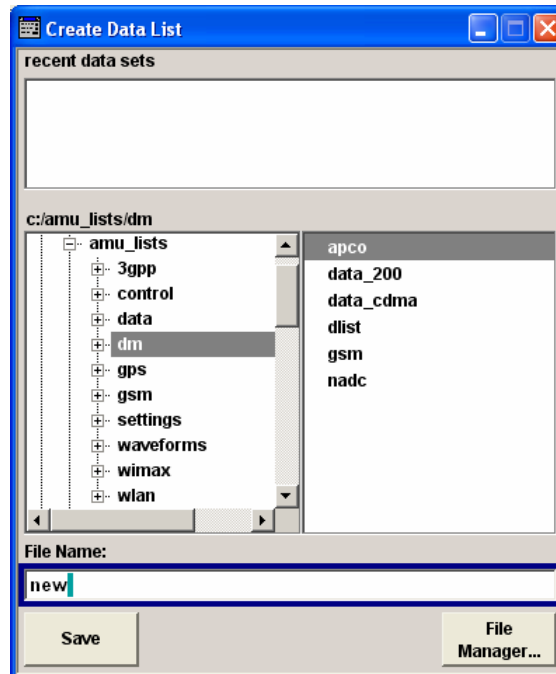 Create Data List
recent data sets
c:/amu_lists/dm
amu_lists
3gpp
control
data
dm
gps
gsm
settings
waveforms
wimax
wlan
apco
data_200
data_cdma
dlist
gsm
nadc
File Name:
new
Save
File
Manager...